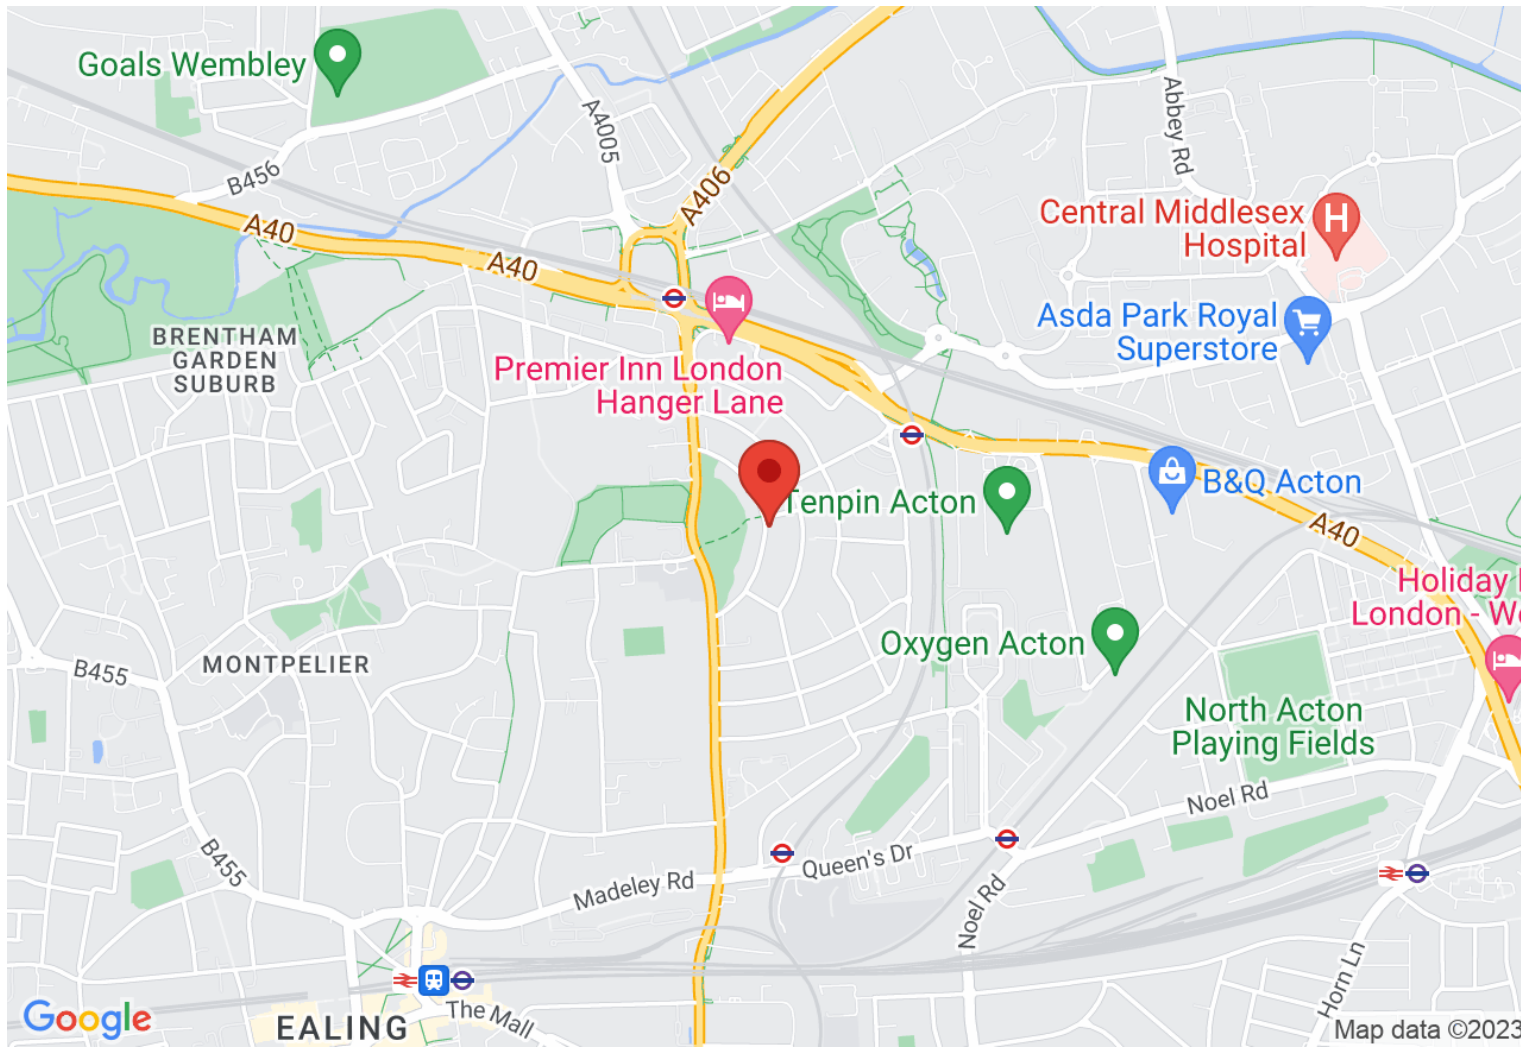 Goals Wembley
A4005
Abbey Rd
B456
A406
A40
A40
Central Middlesex
Hospital
H
Asda Park Royal
Superstore
BRENTHAM
GARDEN
SUBURB
Premier Inn London
Hanger Lane
Tenpin Acton
B&Q Acton
A40
Holiday
London - W
Oxygen Acton
MONTPELIER
B455
North Acton
Playing Fields
Noel Rd
B455
Queen's Dr
Madeley Rd
Noel Rd
Horn Ln
Google
The Mall
EALING
Map data ©2023